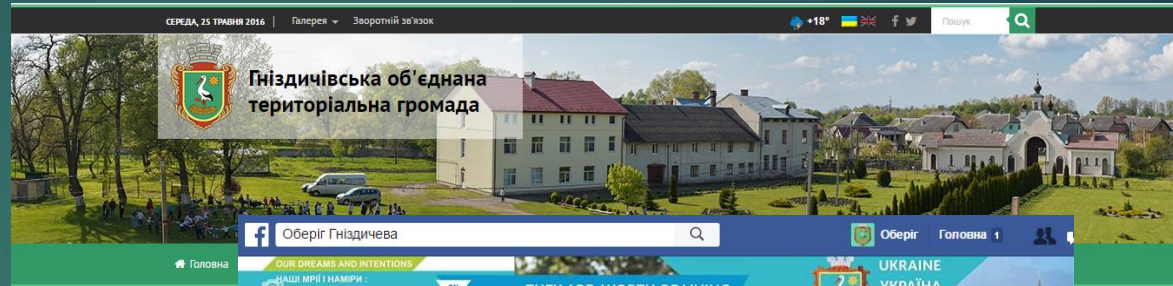 СЕРЕДА, 25 ТРАВНЯ 2016 Галерея Зворотній зв'язок +18° Пошук
Гніздичівська об'єднана
територіальна громада
Оберіг Гніздичева Оберіг Головна 1
Головна
OUR DREAMS AND INTENTIONS
НАШІ МРІЇ І НАМІРИ :
UKRAINE
УКРАЇНА